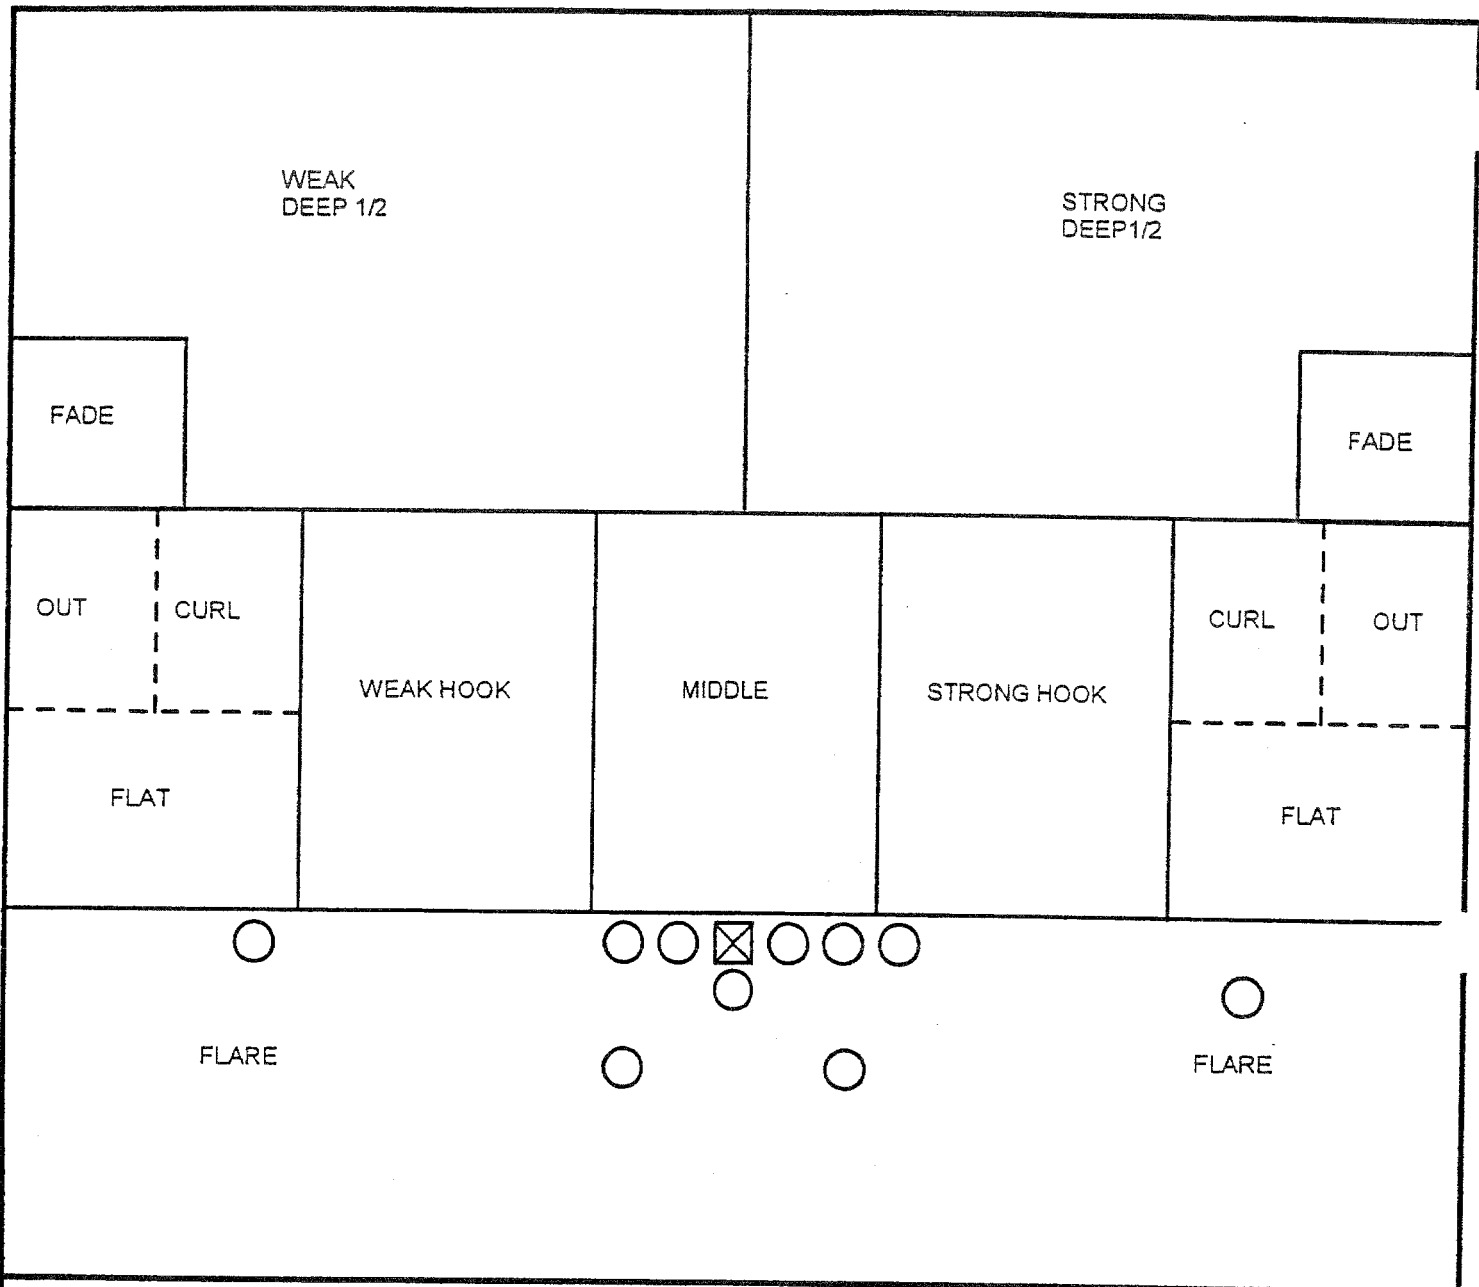 WEAK
DEEP 1/2
STRONG
DEEP1/2
FADE
FADE
OUT
CURL
CURL
OUT
WEAK HOOK
MIDDLE
STRONG HOOK
FLAT
FLAT
FLARE
FLARE